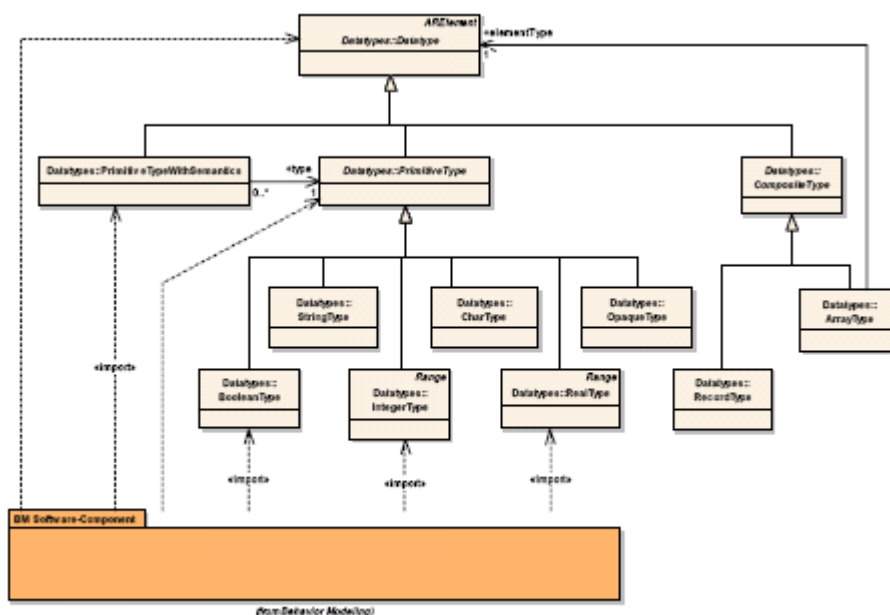 ARElement
Datatypes::Datatype
+elementType
1
Datatypes::PrimitiveTypeWithSemantics
+type
0..*
1
Datatypes::PrimitiveType
Datatypes::
CompositeType
Datatypes::
StringType
Datatypes::
CharType
Datatypes::
OpaqueType
Datatypes::
ArrayType
«import»
Datatypes::
BooleanType
Range
Datatypes::
IntegerType
Range
Datatypes::RealType
Datatypes::
RecordType
«import»
«import»
«import»
«import»
BM Software-Component
(from Behavior Modeling)